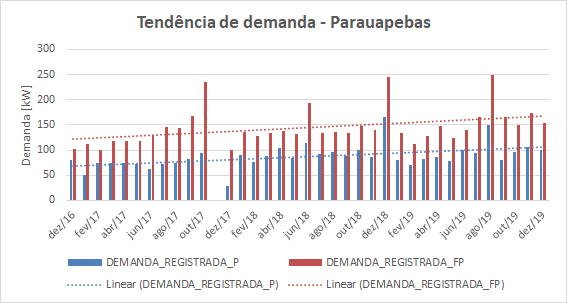 Tendência de demanda - Parauapebas
300
250
200
150
100
50
0
Demanda [kW]
dez/16 fev/17 abr/17 jun/17 ago/17 out/17 dez/17 fev/18 abr/18 jun/18 ago/18 out/18 dez/18 fev/19 abr/19 jun/19 ago/19 out/19 dez/19
DEMANDA_REGISTRADA_P DEMANDA_REGISTRADA_FP
Linear (DEMANDA_REGISTRADA_P) Linear (DEMANDA_REGISTRADA_FP)